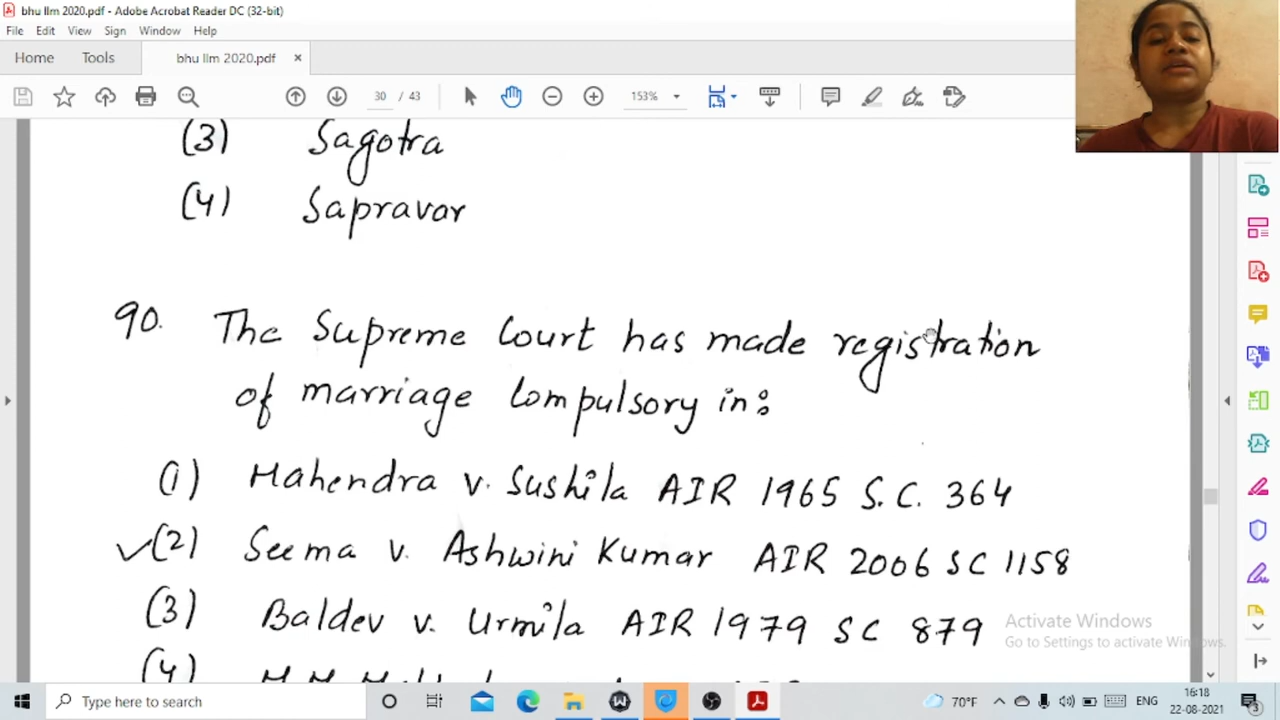 bhu llm 2020.pdf - Adobe Acrobat Reader DC (32-bit)
File Edit View Sign Window Help
Home Tools bhu llm 2020.pdf ×
30 / 43 153%
(3) Sagotra
(4) Sapravar
90. The Supreme Court has made registration
of marriage Compulsory in:
(1) Mahendra v. Sushila AIR 1965 S.C. 364
(2) Seema v. Ashwini Kumar AIR 2006 SC 1158
(3) Baldev v. Urmila AIR 1979 SC 879
(4)
Activate Windows
Go to Settings to activate Windows.
Type here to search
70°F ENG 16:18
22-08-2021
3